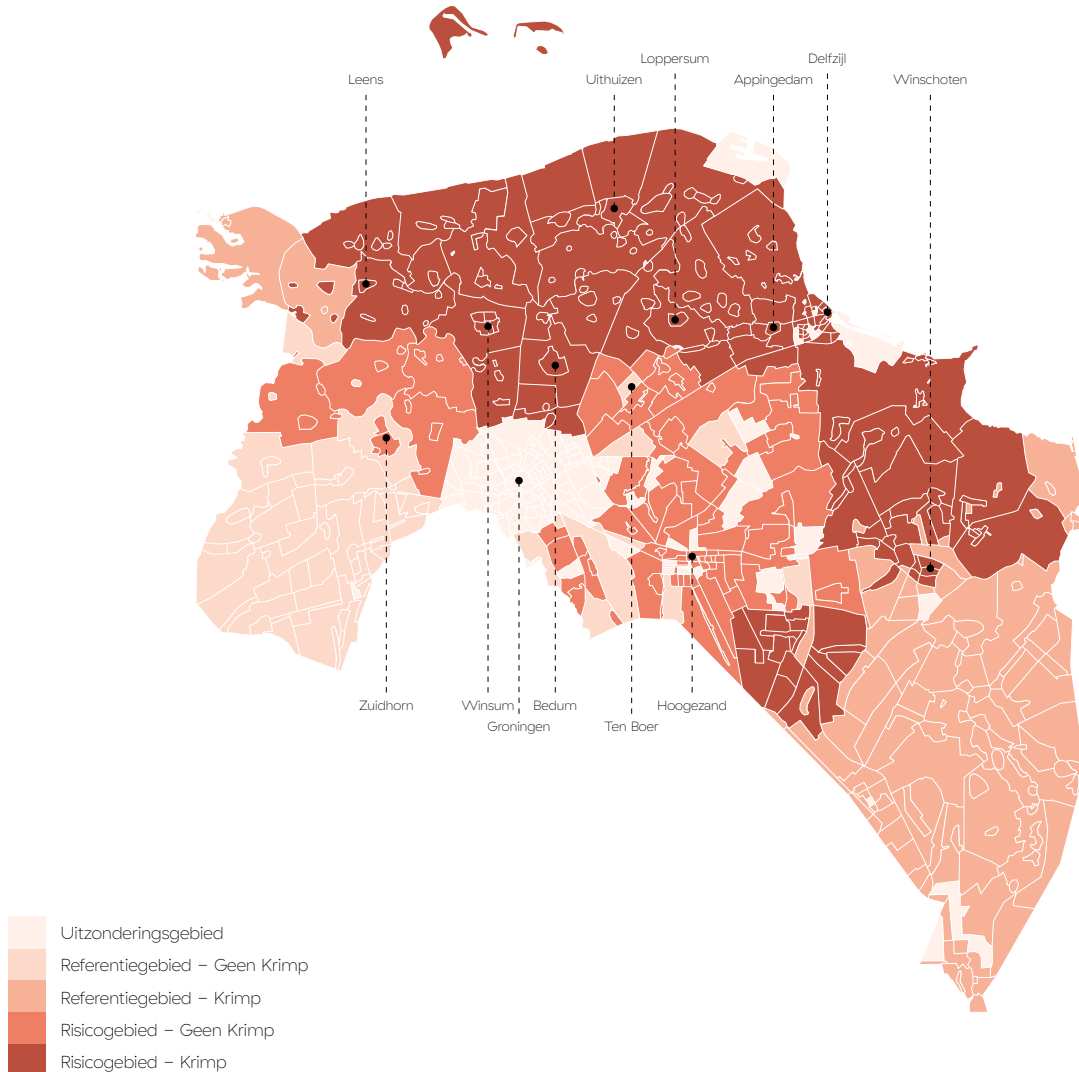 Loppersum
Delfzijl
Leens
Uithuizen
Appingedam
Winschoten
Zuidhorn
Winsum
Bedum
Hoogezand
Groningen
Ten Boer
Uitzonderingsgebied
Referentiegebied – Geen Krimp
Referentiegebied – Krimp
Risicogebied – Geen Krimp
Risicogebied – Krimp